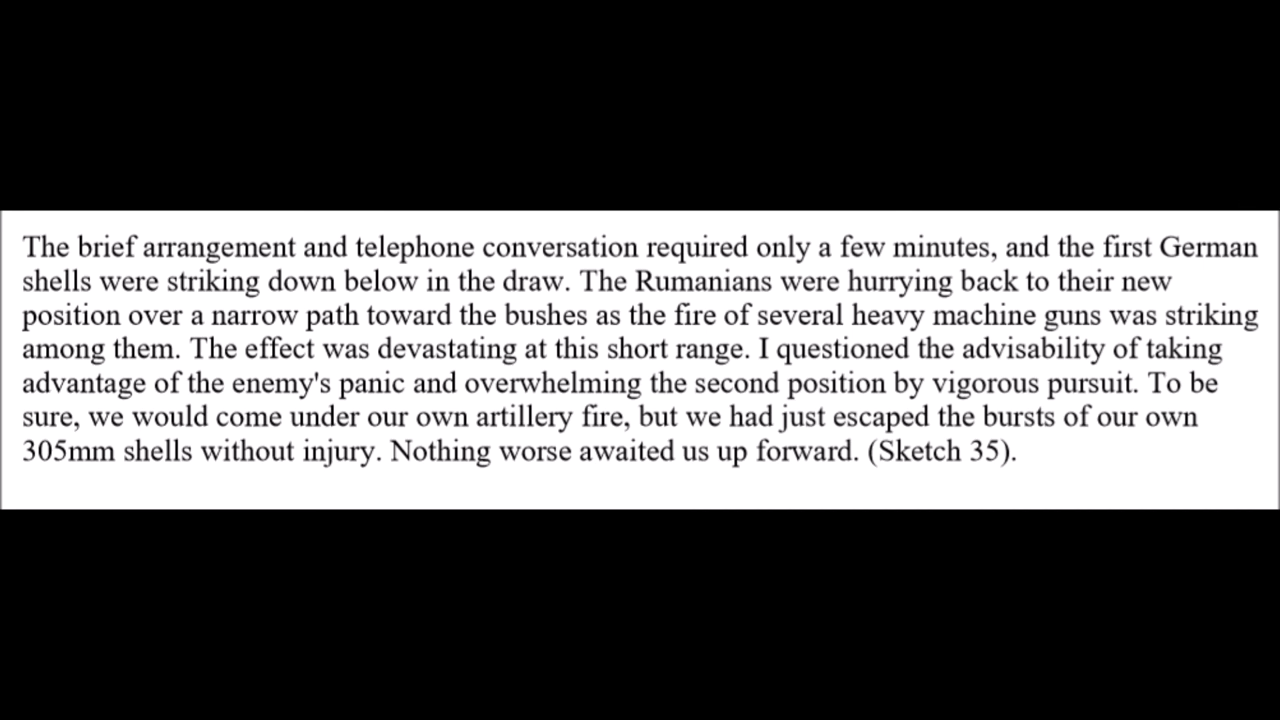 The brief arrangement and telephone conversation required only a few minutes, and the first German
shells were striking down below in the draw. The Rumanians were hurrying back to their new
position over a narrow path toward the bushes as the fire of several heavy machine guns was striking
among them. The effect was devastating at this short range. I questioned the advisability of taking
advantage of the enemy's panic and overwhelming the second position by vigorous pursuit. To be
sure, we would come under our own artillery fire, but we had just escaped the bursts of our own
305mm shells without injury. Nothing worse awaited us up forward. (Sketch 35).